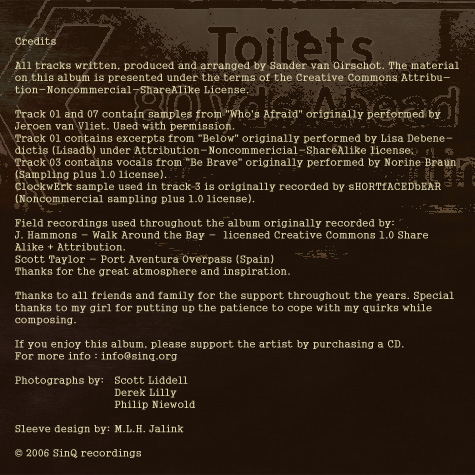 Toilets
80 yds Ahead
Credits
All tracks written, produced and arranged by Sander van Oirschot. The material
on this album is presented under the terms of the Creative Commons Attribu-
tion-Noncommercial-ShareAlike License.
Track 01 and 07 contain samples from "Who's Afraid" originally performed by
Jeroen van Vliet. Used with permission.
Track 01 contains excerpts from "Below" originally performed by Lisa Debene-
dictis (Lisadb) under Attribution-Noncommericial-ShareAlike license.
Track 03 contains vocals from "Be Brave" originally performed by Norine Braun
(Sampling plus 1.0 license).
ClockwErk sample used in track 3 is originally recorded by sHORTfACEDbEAR
(Noncommercial sampling plus 1.0 license).
Field recordings used throughout the album originally recorded by:
J. Hammons - Walk Around the Bay - licensed Creative Commons 1.0 Share
Alike + Attribution.
Scott Taylor - Port Aventura Overpass (Spain)
Thanks for the great atmosphere and inspiration.
Thanks to all friends and family for the support throughout the years. Special
thanks to my girl for putting up the patience to cope with my quirks while
composing.
If you enjoy this album, please support the artist by purchasing a CD.
For more info : info@sinq.org
Photographs by: Scott Liddell
Derek Lilly
Philip Niewold
Sleeve design by: M.L.H. Jalink
© 2006 SinQ recordings